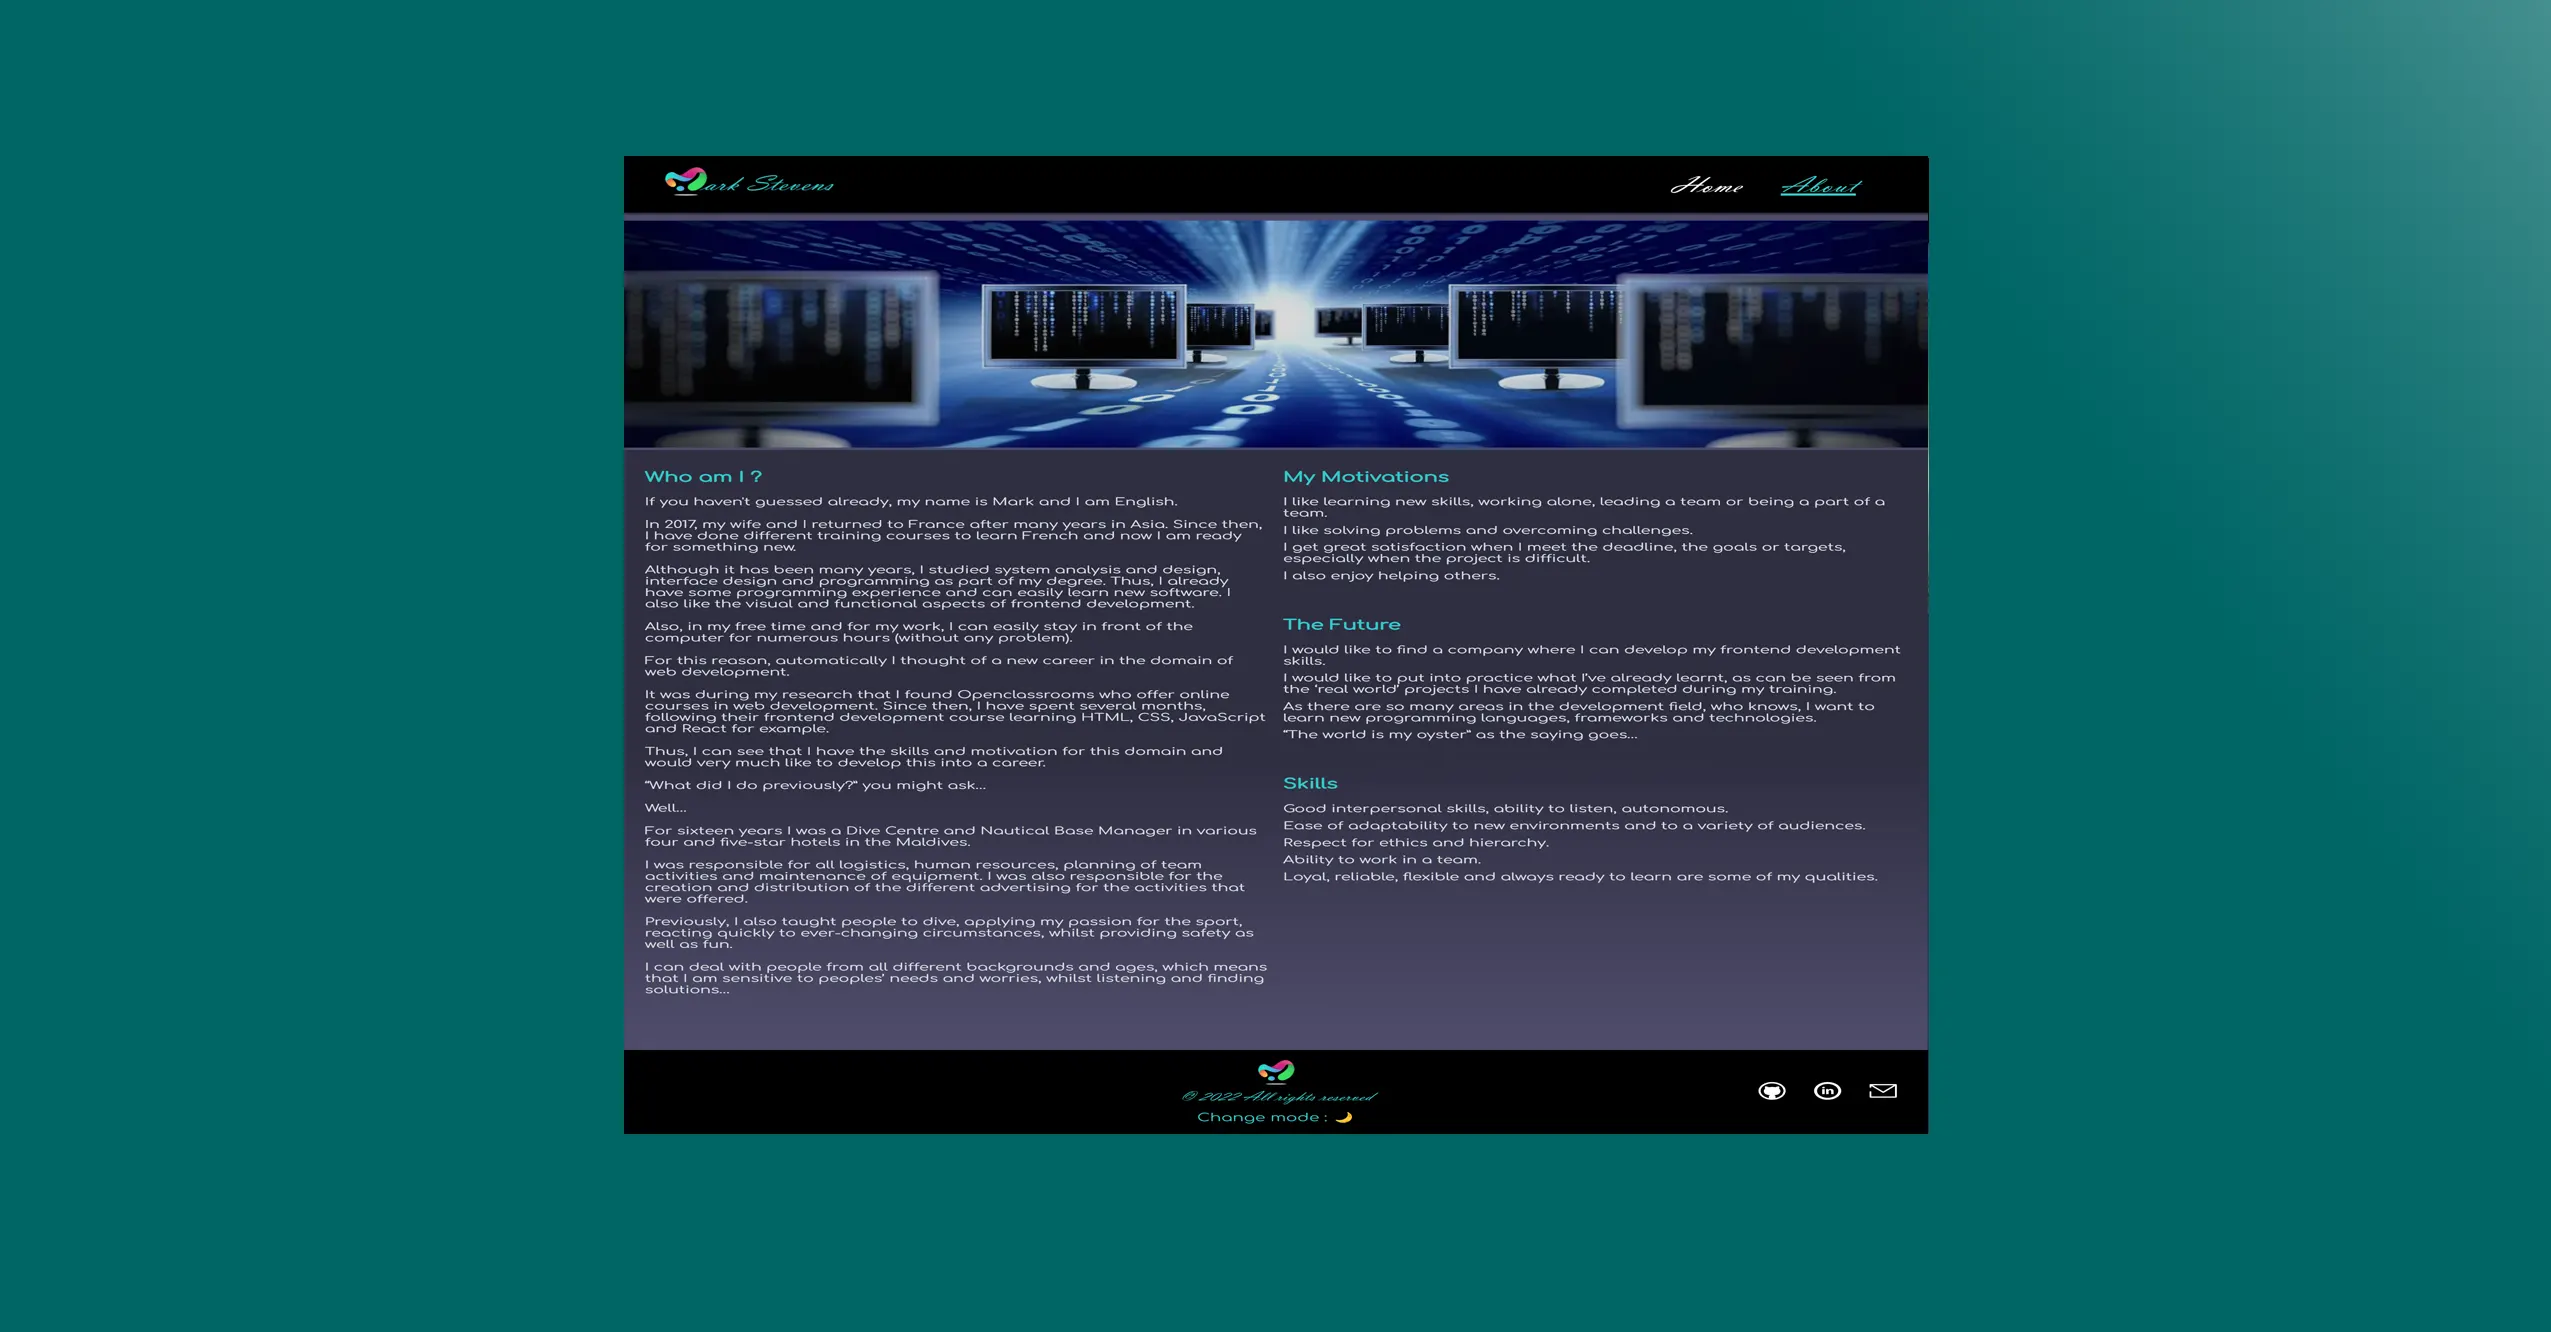 ark Stevens
Home
About
Who am I ?
If you haven't guessed already, my name is Mark and I am English.
In 2017, my wife and I returned to France after many years in Asia. Since then,
I have done different training courses to learn French and now I am ready
for something new.
Although it has been many years, I studied system analysis and design,
interface design and programming as part of my degree. Thus, I already
have some programming experience and can easily learn new software. I
also like the visual and functional aspects of frontend development.
Also, in my free time and for my work, I can easily stay in front of the
computer for numerous hours (without any problem).
For this reason, automatically I thought of a new career in the domain of
web development.
It was during my research that I found Openclassrooms who offer online
courses in web development. Since then, I have spent several months,
following their frontend development course learning HTML, CSS, JavaScript
and React for example.
Thus, I can see that I have the skills and motivation for this domain and
would very much like to develop this into a career.
"What did I do previously?" you might ask...
Well...
For sixteen years I was a Dive Centre and Nautical Base Manager in various
four and five-star hotels in the Maldives.
I was responsible for all logistics, human resources, planning of team
activities and maintenance of equipment. I was also responsible for the
creation and distribution of the different advertising for the activities that
were offered.
Previously, I also taught people to dive, applying my passion for the sport,
reacting quickly to ever-changing circumstances, whilst providing safety as
well as fun.
I can deal with people from all different backgrounds and ages, which means
that I am sensitive to peoples' needs and worries, whilst listening and finding
solutions...
My Motivations
I like learning new skills, working alone, leading a team or being a part of a
team.
I like solving problems and overcoming challenges.
I get great satisfaction when I meet the deadline, the goals or targets,
especially when the project is difficult.
I also enjoy helping others.
The Future
I would like to find a company where I can develop my frontend development
skills.
I would like to put into practice what I've already learnt, as can be seen from
the 'real world' projects I have already completed during my training.
As there are so many areas in the development field, who knows, I want to
learn new programming languages, frameworks and technologies.
"The world is my oyster" as the saying goes...
Skills
Good interpersonal skills, ability to listen, autonomous.
Ease of adaptability to new environments and to a variety of audiences.
Respect for ethics and hierarchy.
Ability to work in a team.
Loyal, reliable, flexible and always ready to learn are some of my qualities.
© 2022 All rights reserved
Change mode : 🌙
in